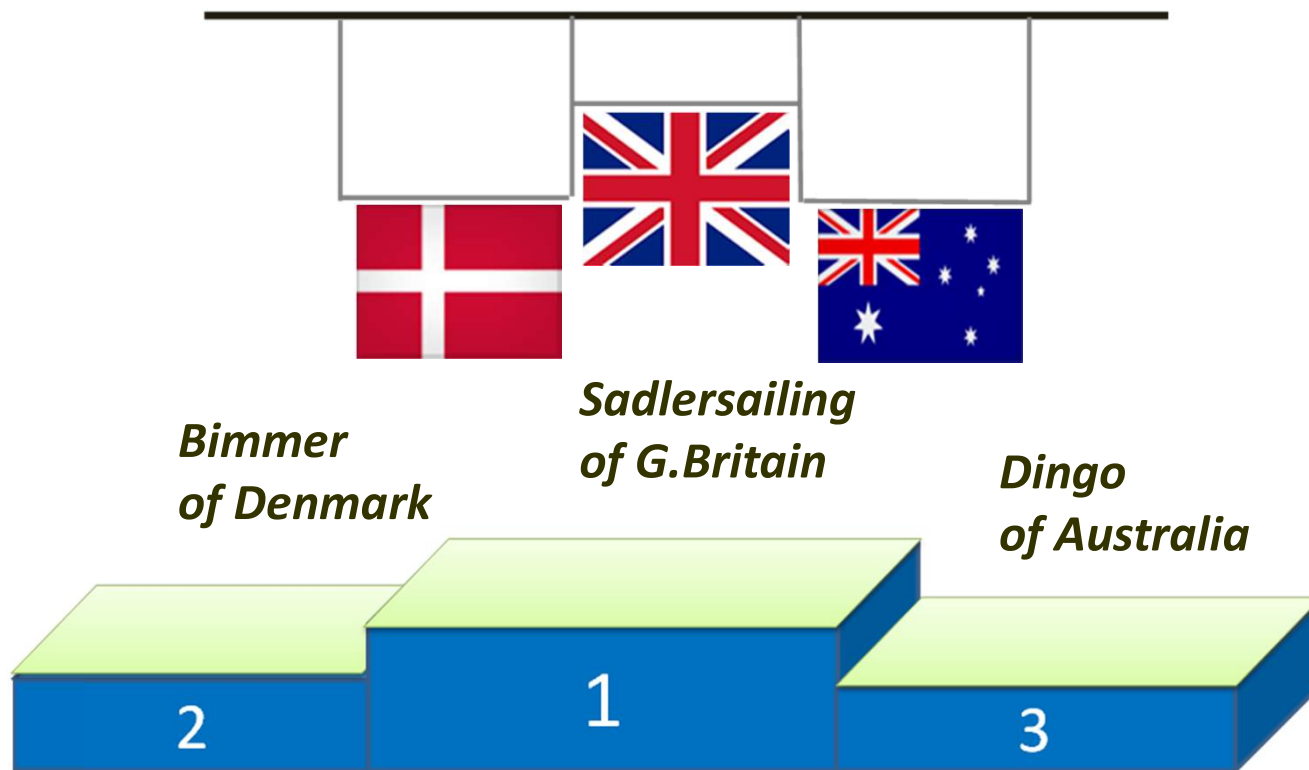 Sadlersailing
of G.Britain
Bimmer
of Denmark
Dingo
of Australia
1
2
3